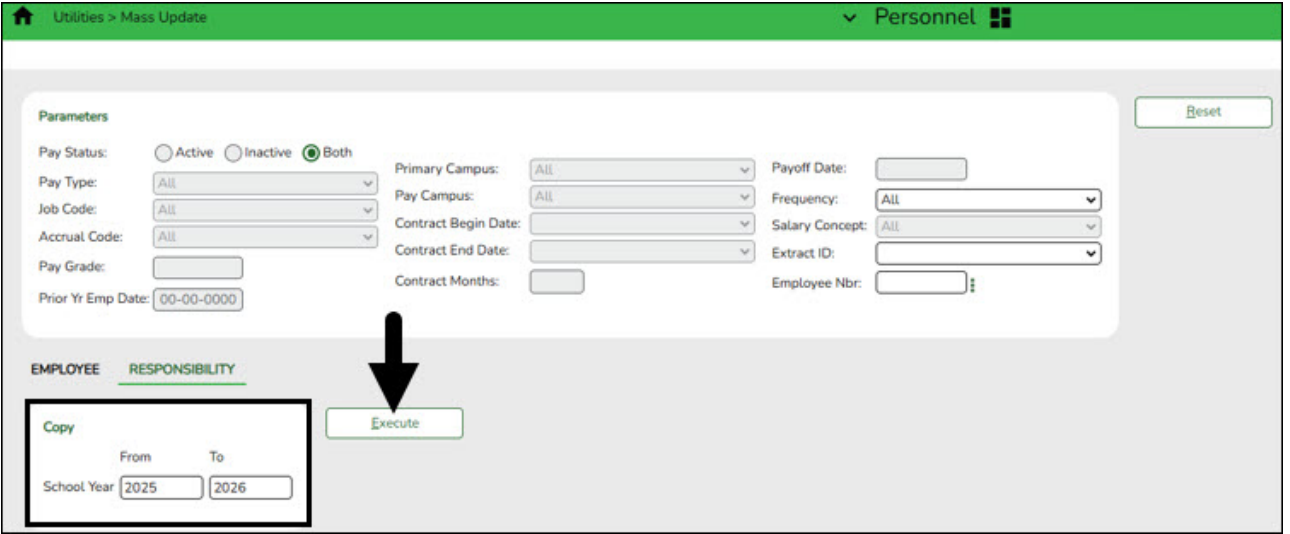 Utilities > Mass Update
Personnel
Reset
Parameters
Pay Status: Active Inactive Both
Pay Type: All
Job Code: All
Accrual Code: All
Pay Grade:
Prior Yr Emp Date: 00-00-0000
Primary Campus: All
Pay Campus: All
Contract Begin Date:
Contract End Date:
Contract Months:
Payoff Date:
Frequency: All
Salary Concept: All
Extract ID:
Employee Nbr:
EMPLOYEE RESPONSIBILITY
Execute
Copy
From To
School Year 2025 2026